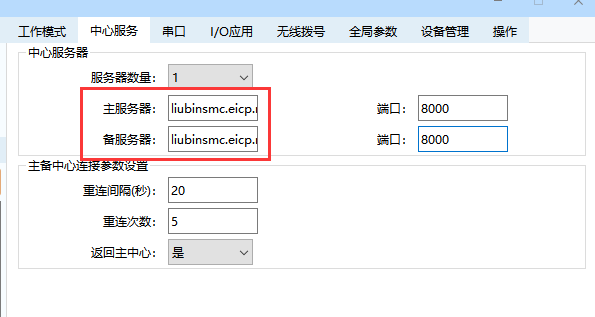 工作模式 中心服务 串口 I/O应用 无线拨号 全局参数 设备管理 操作
中心服务器
服务器数量： 1
主服务器： liubinsmc.eicp. 端口： 8000
备服务器： liubinsmc.eicp. 端口： 8000
主备中心连接参数设置
重连间隔(秒)： 20
重连次数： 5
返回主中心： 是